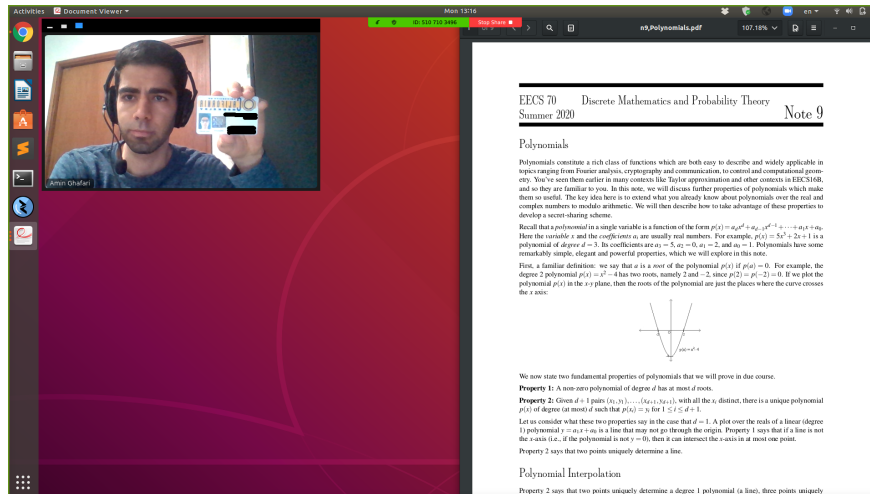 Activities
Document Viewer
Mon 13:16
en
ID: 510 710 3496
Stop Share
n9,Polynomials.pdf
107.18%
Amiri Ghafari
EECS 70 Discrete Mathematics and Probability Theory
Summer 2020 Note 9
Polynomials
Polynomials constitute a rich class of functions which are both easy to describe and widely applicable in
topics ranging from Fourier analysis, cryptography and communication, to control and computational geom-
etry. You've seen them earlier in many contexts like Taylor approximation and other contexts in EECS16B,
and so they are familiar to you. In this note, we will discuss further properties of polynomials which make
them so useful. The key idea here is to extend what you already know about polynomials over the real and
complex numbers to modulo arithmetic. We will then describe how to take advantage of these properties to
develop a secret-sharing scheme.
Recall that a polynomial in a single variable is a function of the form p(x) = a_d x^d + a_{d−1} x^{d−1} + ··· + a_1 x + a_0.
Here the variable x and the coefficients a_i are usually real numbers. For example, p(x) = 5x³ + 2x + 1 is a
polynomial of degree d = 3. Its coefficients are a₃ = 5, a₂ = 0, a₁ = 2, and a₀ = 1. Polynomials have some
remarkably simple, elegant and powerful properties, which we will explore in this note.
First, a familiar definition: we say that a is a root of the polynomial p(x) if p(a) = 0. For example, the
degree 2 polynomial p(x) = x² − 4 has two roots, namely 2 and −2, since p(2) = p(−2) = 0. If we plot the
polynomial p(x) in the x-y plane, then the roots of the polynomial are just the places where the curve crosses
the x axis:
We now state two fundamental properties of polynomials that we will prove in due course.
Property 1: A non-zero polynomial of degree d has at most d roots.
Property 2: Given d + 1 pairs (x₁, y₁), . . . , (x_{d+1}, y_{d+1}), with all the x_i distinct, there is a unique polynomial
p(x) of degree (at most) d such that p(x_i) = y_i for 1 ≤ i ≤ d + 1.
Let us consider what these two properties say in the case that d = 1. A plot over the reals of a linear (degree
1) polynomial y = a₁x + a₀ is a line that may not go through the origin. Property 1 says that if a line is not
the x-axis (i.e., if the polynomial is not y = 0), then it can intersect the x-axis in at most one point.
Property 2 says that two points uniquely determine a line.
Polynomial Interpolation
Property 2 says that two points uniquely determine a degree 1 polynomial (a line), three points uniquely